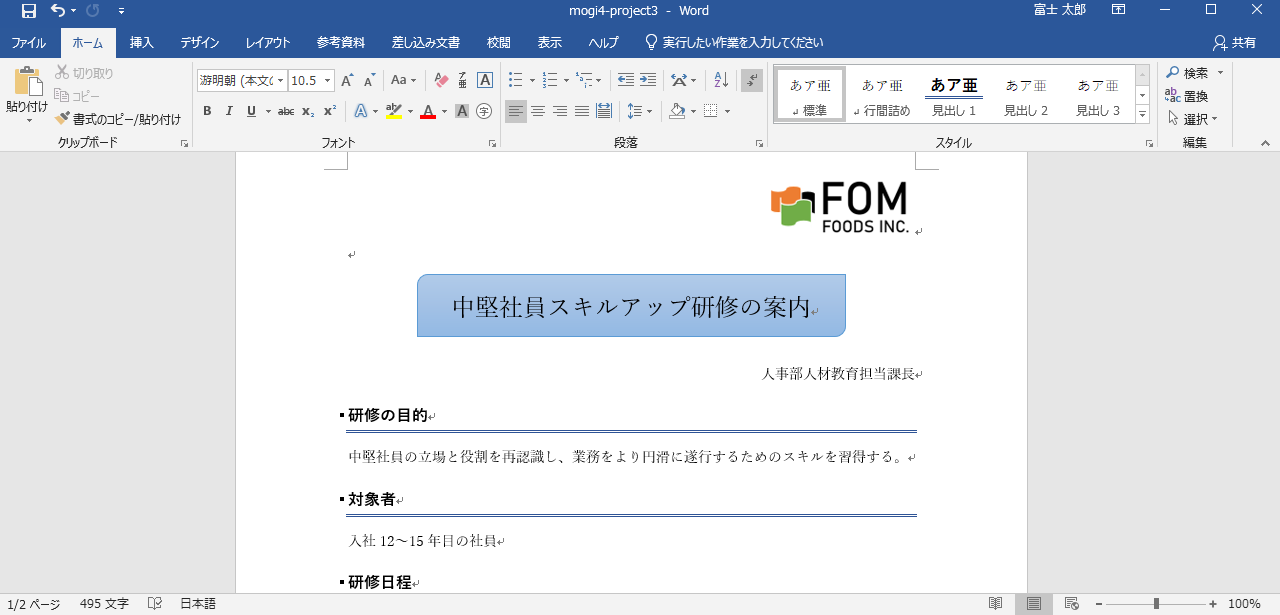 mogi4-project3 - Word
富士 太郎
ファイル ホーム 挿入 デザイン レイアウト 参考資料 差し込み文書 校閲 表示 ヘルプ 実行したい作業を入力してください 共有
貼り付け
切り取り
コピー
書式のコピー/貼り付け
クリップボード
游明朝 (本文の 10.5 A A Aa A
B I U abc x₂ x² A ab A A 字
フォント
段落
あア亜 標準
あア亜 行間詰め
あア亜 見出し 1
あア亜 見出し 2
あア亜 見出し 3
スタイル
検索
置換
選択
編集
FOM
FOODS INC.
中堅社員スキルアップ研修の案内
人事部人材教育担当課長
研修の目的
中堅社員の立場と役割を再認識し、業務をより円滑に遂行するためのスキルを習得する。
対象者
入社 12～15 年目の社員
研修日程
1/2 ページ 495 文字 日本語 100%